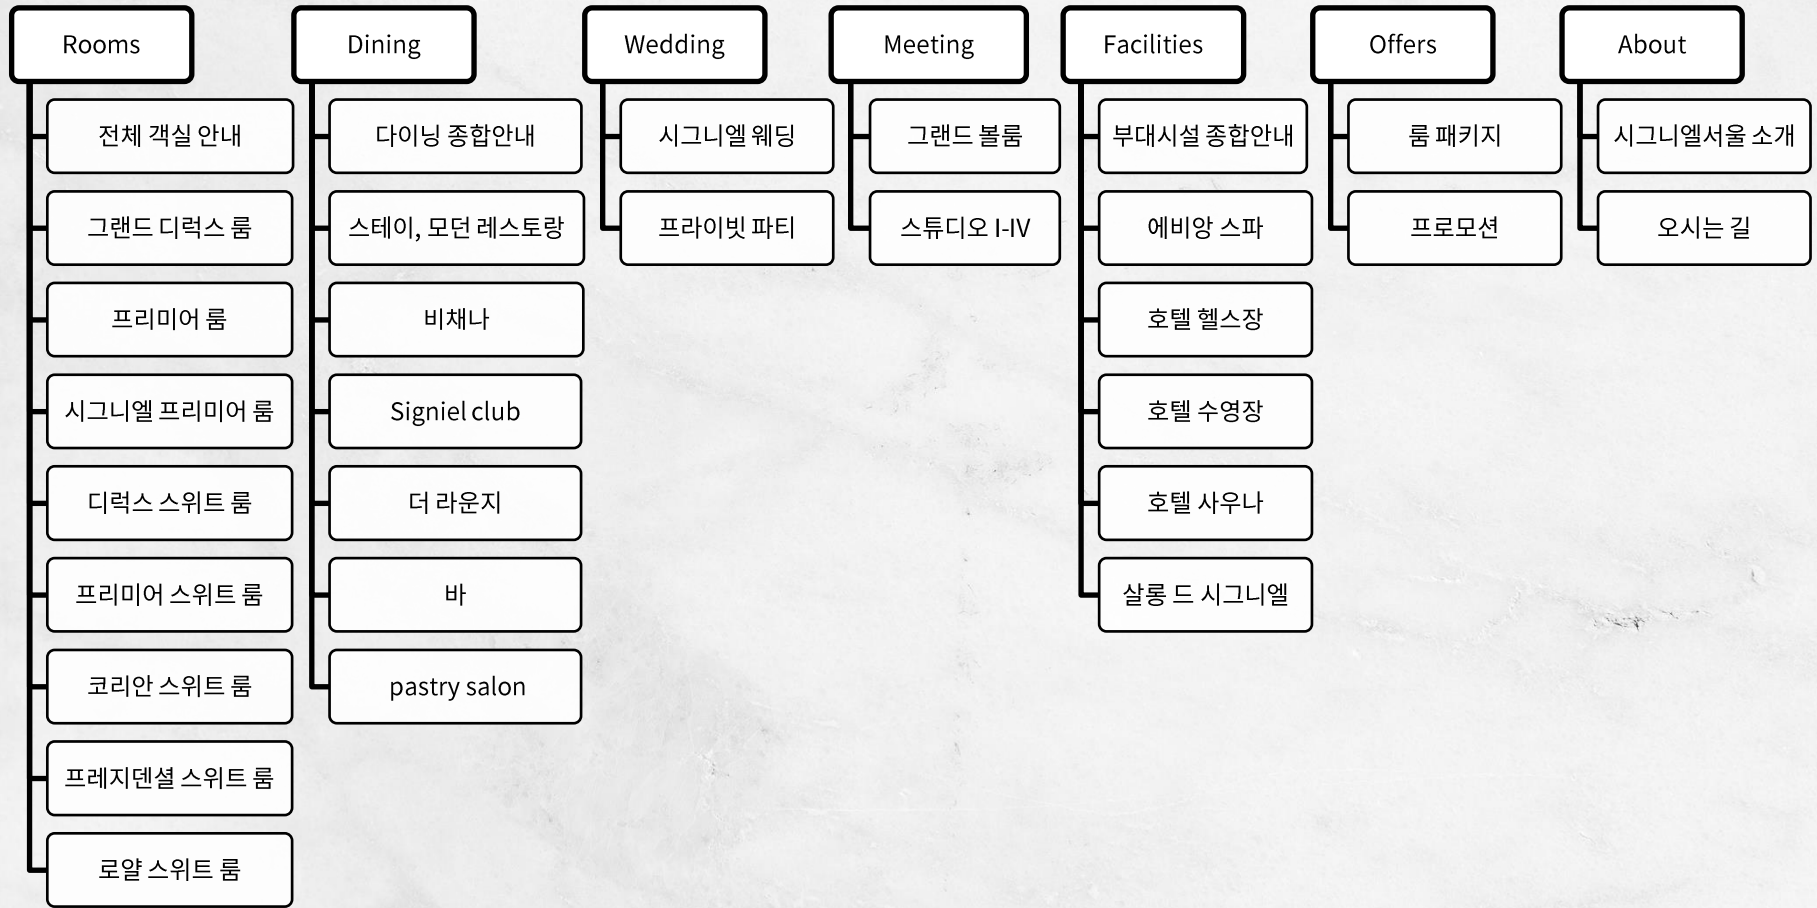 Rooms
전체 객실 안내
그랜드 디럭스 룸
프리미어 룸
시그니엘 프리미어 룸
디럭스 스위트 룸
프리미어 스위트 룸
코리안 스위트 룸
프레지덴셜 스위트 룸
로얄 스위트 룸
Dining
다이닝 종합안내
스테이, 모던 레스토랑
비채나
Signiel club
더 라운지
바
pastry salon
Wedding
시그니엘 웨딩
프라이빗 파티
Meeting
그랜드 볼룸
스튜디오 I-IV
Facilities
부대시설 종합안내
에비앙 스파
호텔 헬스장
호텔 수영장
호텔 사우나
살롱 드 시그니엘
Offers
룸 패키지
프로모션
About
시그니엘서울 소개
오시는 길